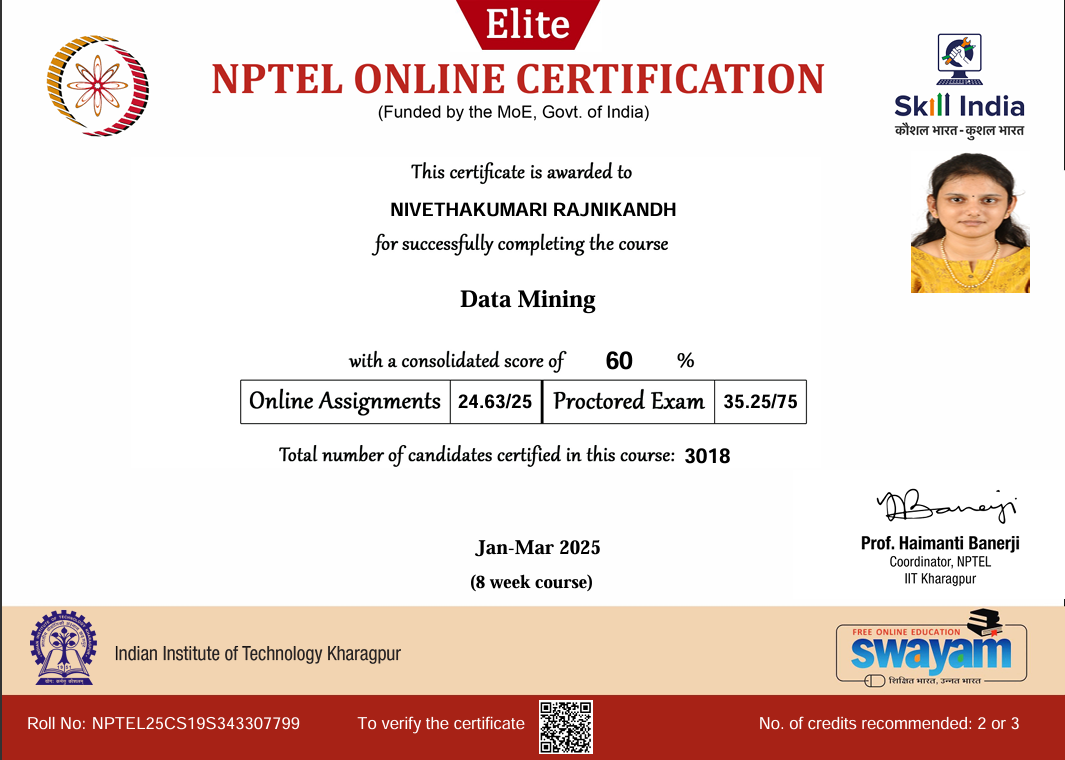 Elite
NPTEL ONLINE CERTIFICATION
(Funded by the MoE, Govt. of India)
Skill India
कौशल भारत - कुशल भारत
This certificate is awarded to
NIVETHAKUMARI RAJNIKANDH
for successfully completing the course
Data Mining
with a consolidated score of 60 %
Online Assignments 24.63/25 Proctored Exam 35.25/75
Total number of candidates certified in this course: 3018
Banerji
Prof. Haimanti Banerji
Coordinator, NPTEL
IIT Kharagpur
Jan-Mar 2025
(8 week course)
Indian Institute of Technology Kharagpur
FREE ONLINE EDUCATION
swayam
शिक्षित भारत, उन्नत भारत
Roll No: NPTEL25CS19S343307799
To verify the certificate
No. of credits recommended: 2 or 3